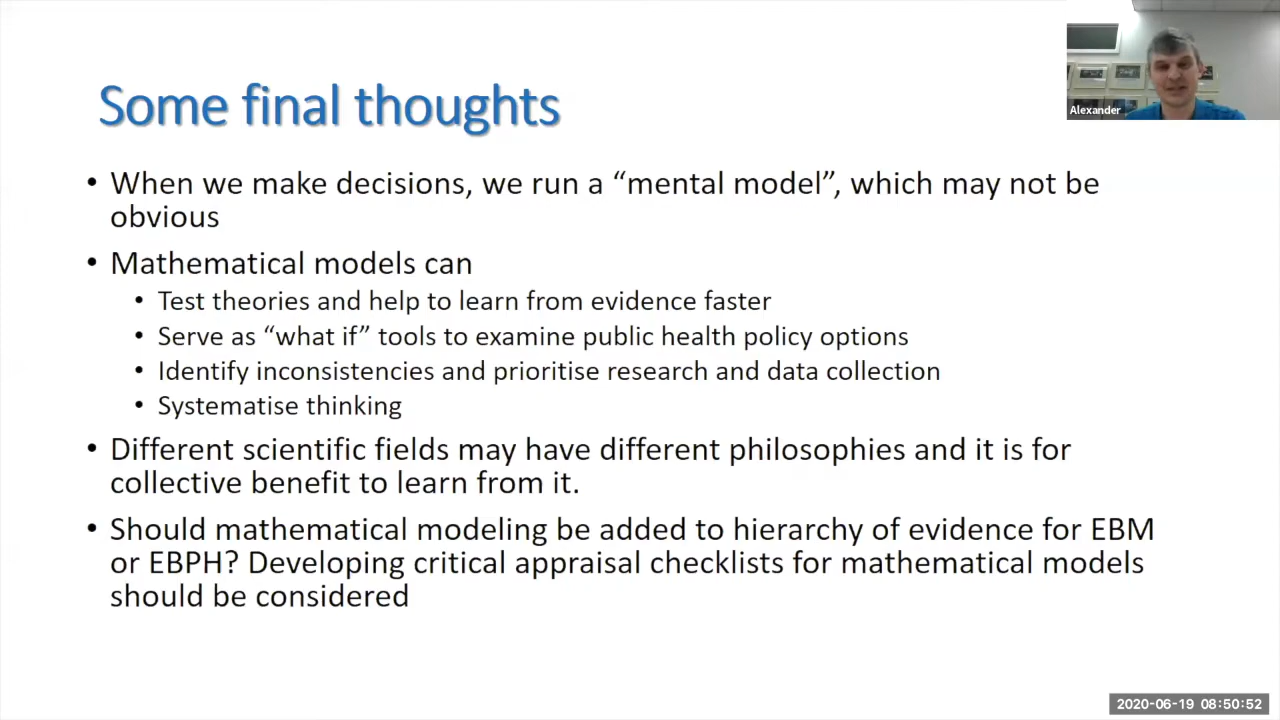 Some final thoughts
Alexander
• When we make decisions, we run a “mental model”, which may not be
obvious
• Mathematical models can
• Test theories and help to learn from evidence faster
• Serve as “what if” tools to examine public health policy options
• Identify inconsistencies and prioritise research and data collection
• Systematise thinking
• Different scientific fields may have different philosophies and it is for
collective benefit to learn from it.
• Should mathematical modeling be added to hierarchy of evidence for EBM
or EBPH? Developing critical appraisal checklists for mathematical models
should be considered
2020-06-19 08:50:52